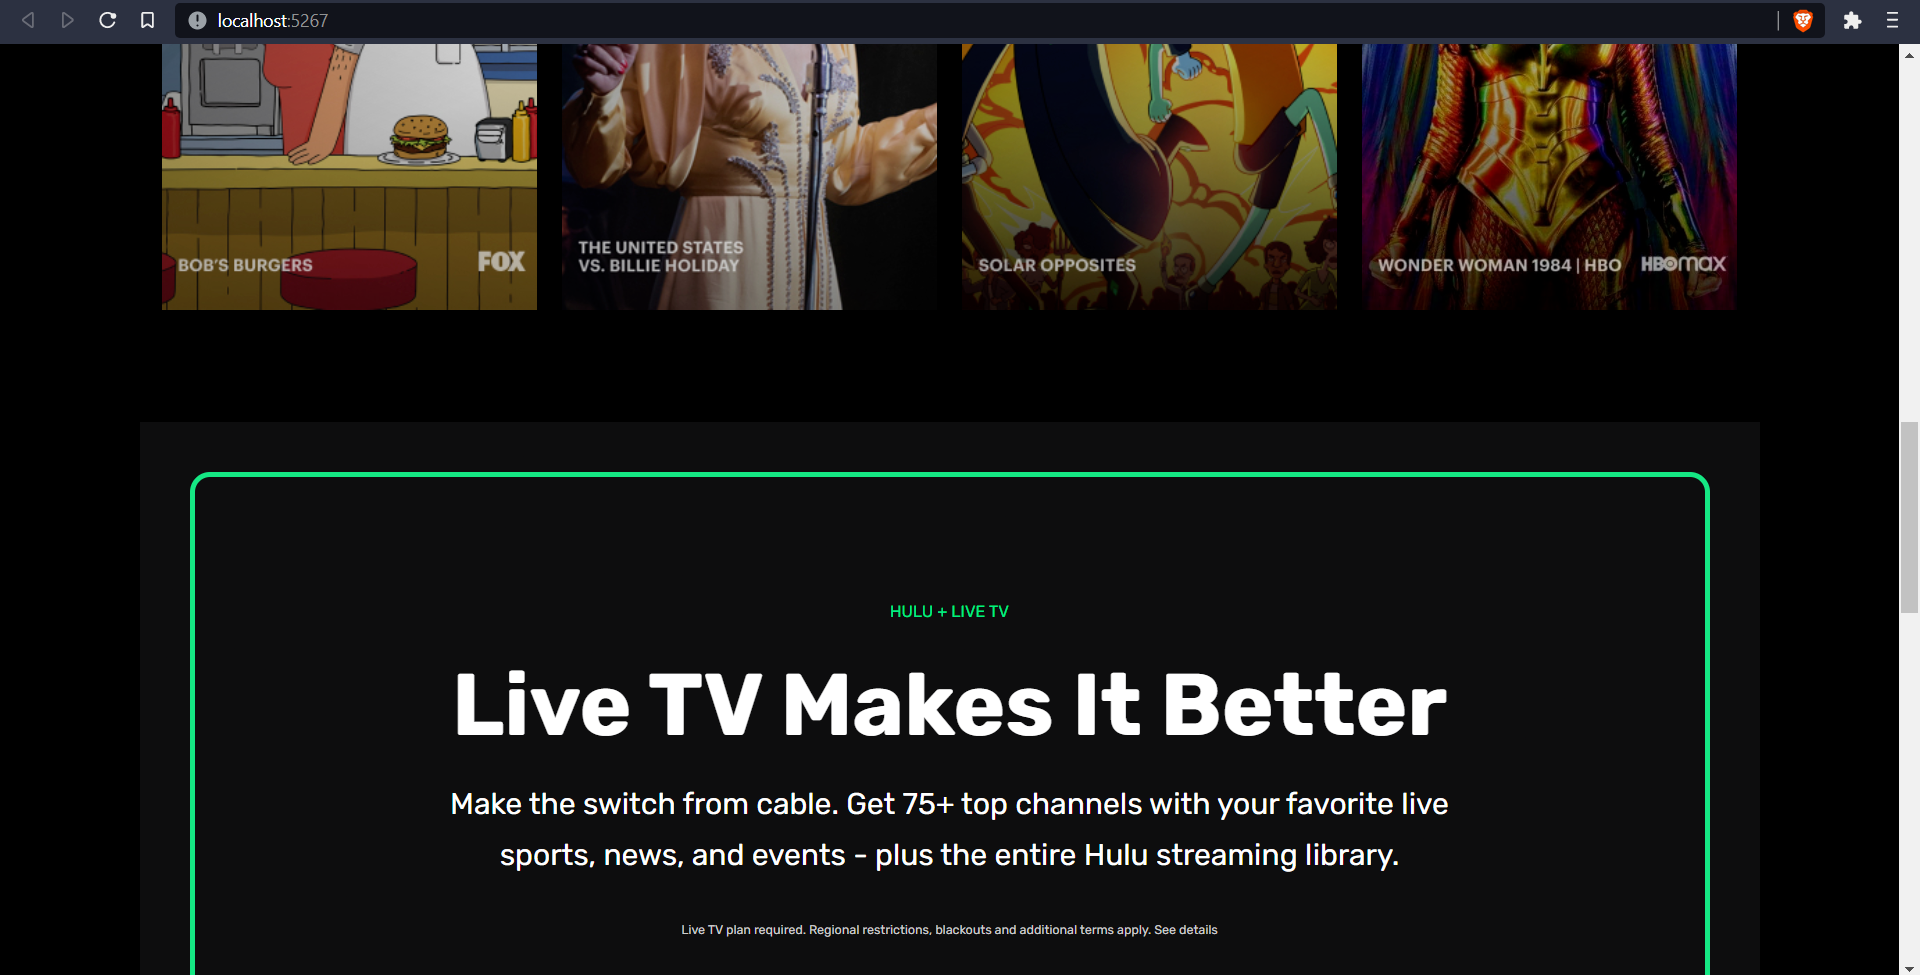 localhost:5267
BOB'S BURGERS
FOX
THE UNITED STATES
VS. BILLIE HOLIDAY
SOLAR OPPOSITES
WONDER WOMAN 1984 | HBO
HBOMAX
HULU + LIVE TV
Live TV Makes It Better
Make the switch from cable. Get 75+ top channels with your favorite live
sports, news, and events - plus the entire Hulu streaming library.
Live TV plan required. Regional restrictions, blackouts and additional terms apply. See details